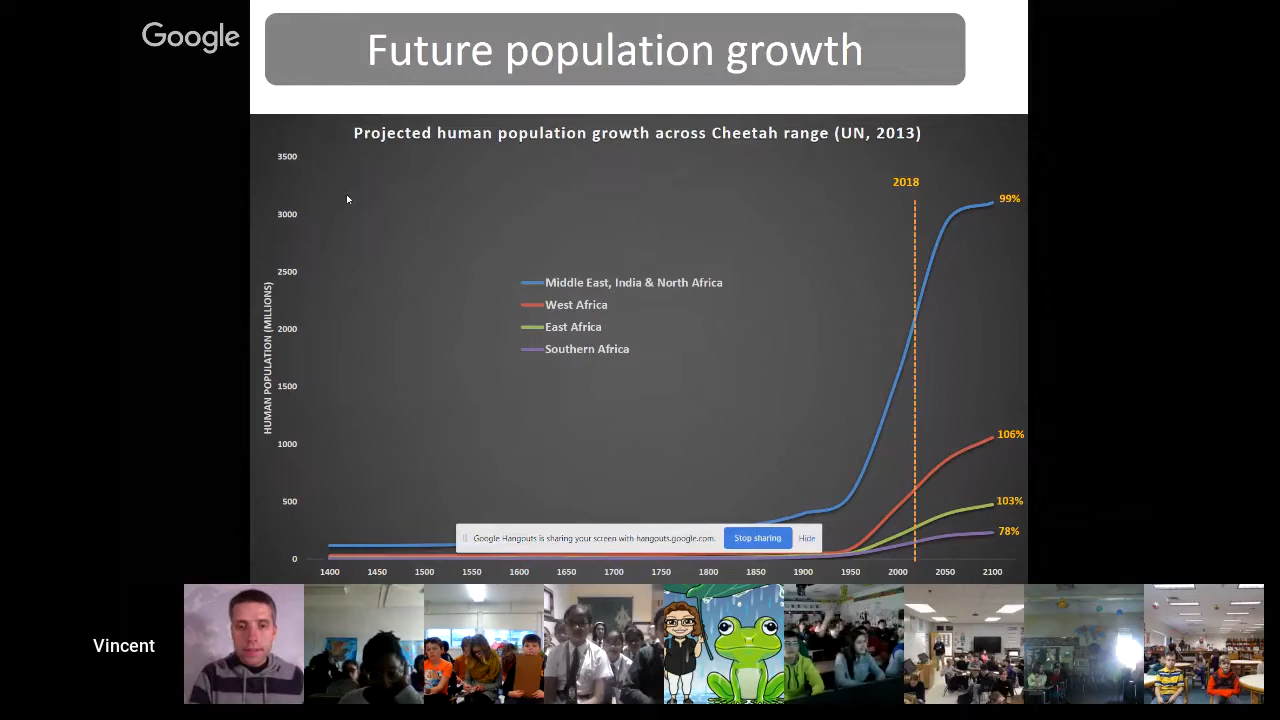 Google
Future population growth
Projected human population growth across Cheetah range (UN, 2013)
3500
3000
2500
2000
1500
1000
500
0
HUMAN POPULATION (MILLIONS)
2018
99%
106%
103%
78%
Middle East, India & North Africa
West Africa
East Africa
Southern Africa
Google Hangouts is sharing your screen with hangouts.google.com.
Stop sharing
Hide
1400 1450 1500 1550 1600 1650 1700 1750 1800 1850 1900 1950 2000 2050 2100
Vincent